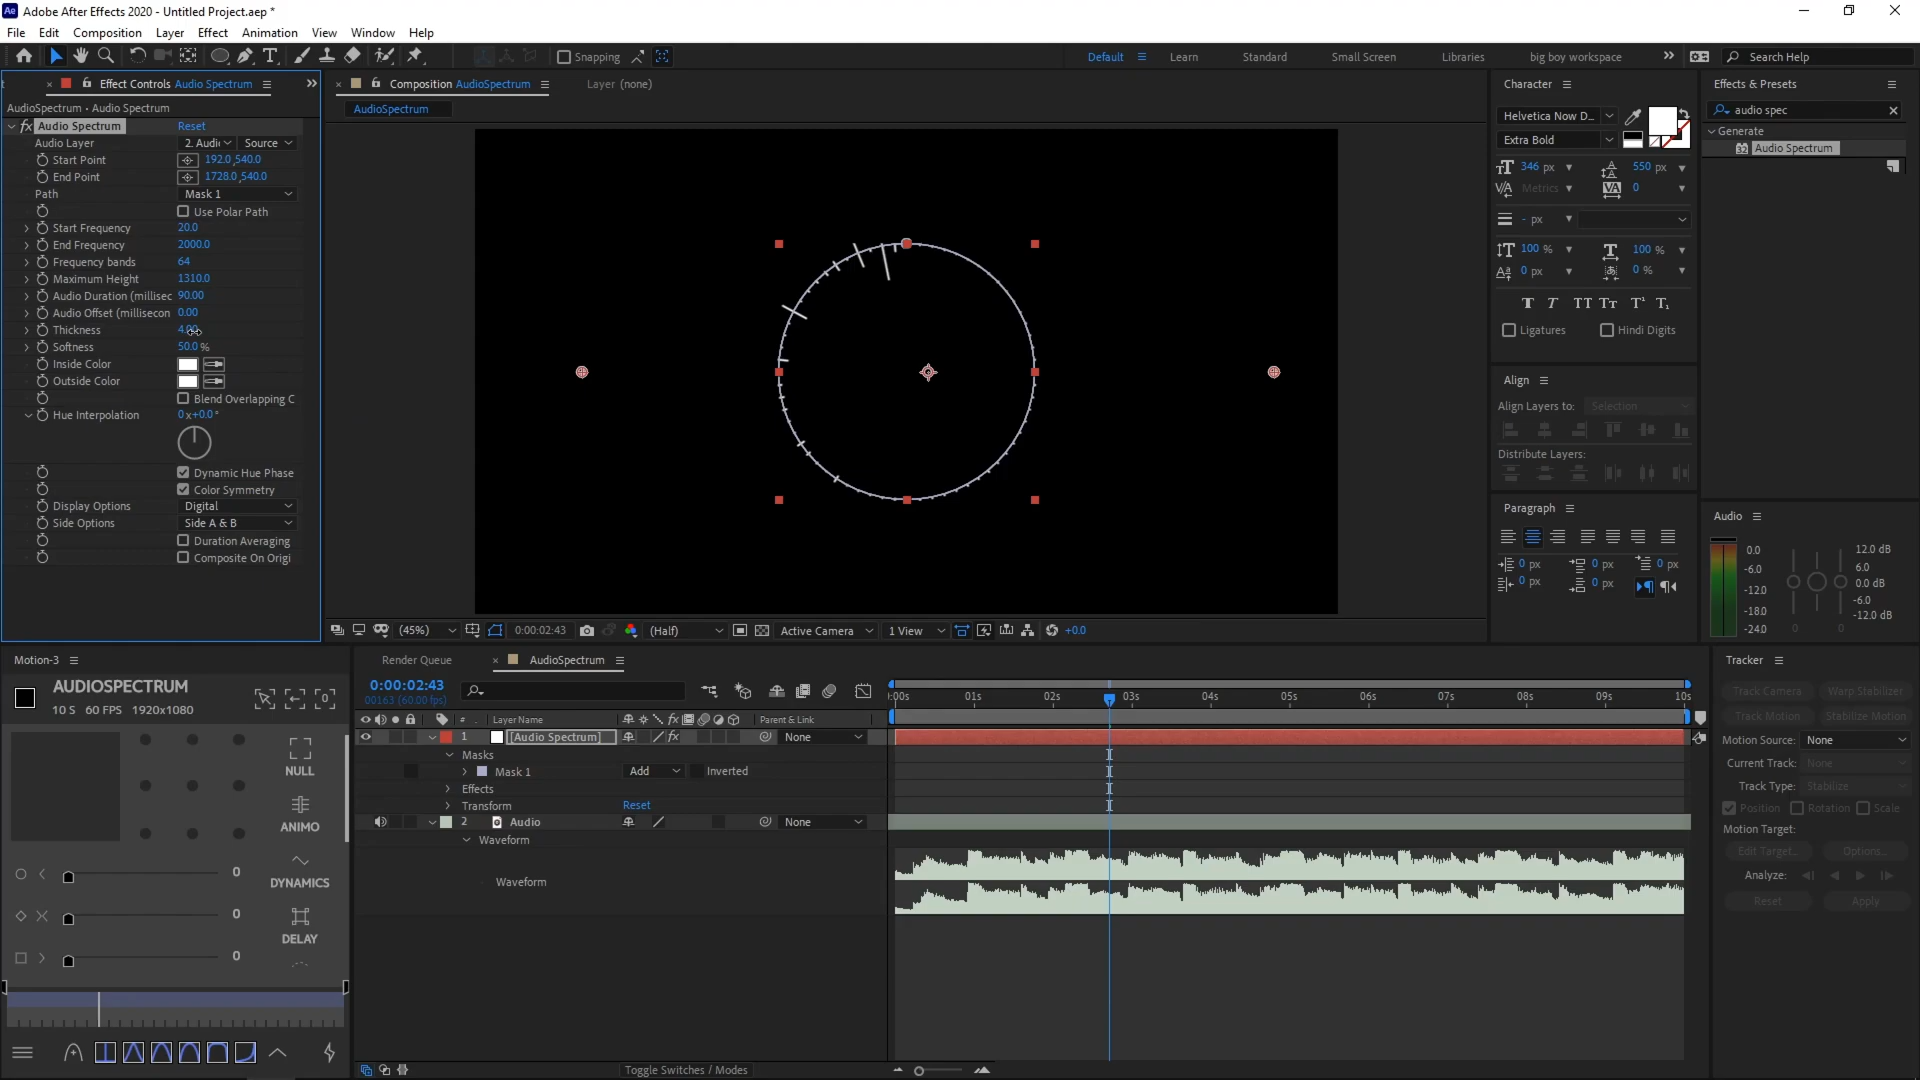 Ae Adobe After Effects 2020 - Untitled Project.aep *
File Edit Composition Layer Effect Animation View Window Help
Snapping Default Learn Standard Small Screen Libraries big boy workspace Search Help
Effect Controls Audio Spectrum
AudioSpectrum • Audio Spectrum
fx Audio Spectrum Reset
Audio Layer 2. Audi Source
Start Point 192.0,540.0
End Point 1728.0,540.0
Path Mask 1
Use Polar Path
Start Frequency 20.0
End Frequency 2000.0
Frequency bands 64
Maximum Height 1310.0
Audio Duration (millisec 90.00
Audio Offset (millisecon 0.00
Thickness 4.00
Softness 50.0 %
Inside Color
Outside Color
Blend Overlapping C
Hue Interpolation 0x+0.0°
Dynamic Hue Phase
Color Symmetry
Display Options Digital
Side Options Side A & B
Duration Averaging
Composite On Origi
Composition AudioSpectrum Layer (none)
AudioSpectrum
(45%) 0:00:02:43 (Half) Active Camera 1 View +0.0
Character
Helvetica Now D...
Extra Bold
346 px 550 px
Metrics 0
- px
100 % 100 %
0 px 0 %
T T TT Tr T¹ T₁
Ligatures Hindi Digits
Align
Align Layers to: Selection
Distribute Layers:
Paragraph
0 px 0 px 0 px
0 px 0 px
Effects & Presets
audio spec
Generate
32 Audio Spectrum
Audio
0.0 12.0 dB
-6.0 6.0
-12.0 0.0 dB
-18.0 -6.0
-24.0 -12.0 dB
0 0
Motion-3
AUDIOSPECTRUM
10 S 60 FPS 1920x1080
NULL
ANIMO
0
DYNAMICS
0
DELAY
0
Render Queue AudioSpectrum
0:00:02:43
00163 (60.00 fps)
:00s 01s 02s 03s 04s 05s 06s 07s 08s 09s 10s
# Layer Name Parent & Link
1 [Audio Spectrum] None
Masks
Mask 1 Add Inverted
Effects
Transform Reset
2 Audio None
Waveform
Waveform
Toggle Switches / Modes
Tracker
Track Camera Warp Stabilizer
Track Motion Stabilize Motion
Motion Source: None
Current Track: None
Track Type: Stabilize
Position Rotation Scale
Motion Target:
Edit Target... Options...
Analyze:
Reset Apply